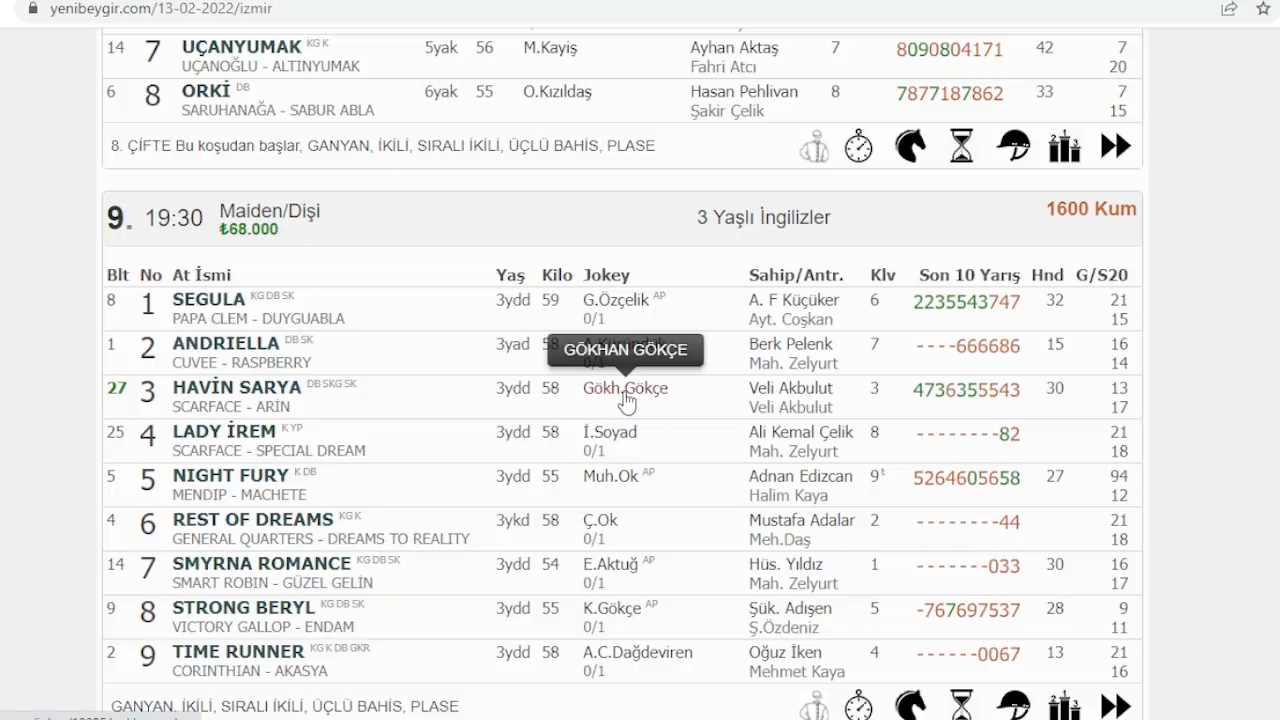 yenibeygir.com/13-02-2022/izmir
14 7 UÇANYUMAK KG K 5yak 56 M.Kayiş Ayhan Aktaş 7 8090804171 42 7
UÇANOĞLU - ALTINYUMAK Fahri Atcı 20
6 8 ORKİ DB 6yak 55 O.Kızıldaş Hasan Pehlivan 8 7877187862 33 7
SARUHANAĞA - SABUR ABLA Şakir Çelik 15
8. ÇİFTE Bu koşudan başlar, GANYAN, İKİLİ, SIRALI İKİLİ, ÜÇLÜ BAHİS, PLASE
9. 19:30 Maiden/Dişi 3 Yaşlı İngilizler 1600 Kum
₺68.000
Blt No At İsmi Yaş Kilo Jokey Sahip/Antr. Klv Son 10 Yarış Hnd G/S20
8 1 SEGULA KG DB SK 3ydd 59 G.Özçelik AP A. F Küçüker 6 2235543747 32 21
PAPA CLEM - DUYGUABLA 0/1 Ayt. Coşkan 15
1 2 ANDRIELLA DB SK 3yad 58 Berk Pelenk 7 ----666686 15 16
CUVEE - RASPBERRY 0/1 Mah. Zelyurt 14
GÖKHAN GÖKÇE
27 3 HAVİN SARYA DB SKG SK 3ydd 58 Gökh.Gökçe Veli Akbulut 3 4736355543 30 13
SCARFACE - ARİN Veli Akbulut 17
25 4 LADY İREM K YP 3ydd 58 İ.Soyad Ali Kemal Çelik 8 --------82 21
SCARFACE - SPECIAL DREAM 0/1 Mah. Zelyurt 18
5 5 NIGHT FURY K DB 3ydd 55 Muh.Ok AP Adnan Edizcan 9t 5264605658 27 94
MENDIP - MACHETE Halim Kaya 12
4 6 REST OF DREAMS KG K 3ykd 58 Ç.Ok Mustafa Adalar 2 --------44 21
GENERAL QUARTERS - DREAMS TO REALITY 0/1 Meh.Daş 18
14 7 SMYRNA ROMANCE KG DB SK 3ydd 54 E.Aktuğ AP Hüs. Yıldız 1 -------033 30 16
SMART ROBIN - GÜZEL GELİN 0/1 Mah. Zelyurt 17
9 8 STRONG BERYL KG DB SK 3ydd 55 K.Gökçe AP Şük. Adışen 5 -767697537 28 9
VICTORY GALLOP - ENDAM 0/1 Ş.Özdeniz 11
2 9 TIME RUNNER KG K DB GKR 3ydd 58 A.C.Dağdeviren Oğuz İken 4 ------0067 13 21
CORINTHIAN - AKASYA 0/1 Mehmet Kaya 16
GANYAN, İKİLİ, SIRALI İKİLİ, ÜÇLÜ BAHİS, PLASE